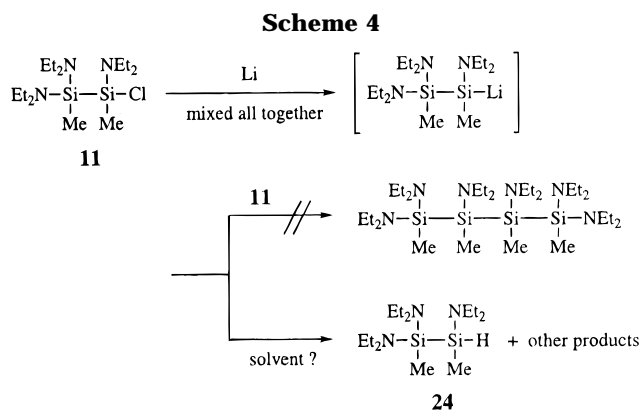 Scheme 4
Et2N NEt2 Li Et2N NEt2
Et2N-Si-Si-Cl Et2N-Si-Si-Li
mixed all together
Me Me Me Me
11
11 Et2N NEt2 NEt2 NEt2
Et2N-Si-Si-Si-Si-NEt2
Me Me Me Me
Et2N NEt2
Et2N-Si-Si-H + other products
solvent ?
Me Me
24